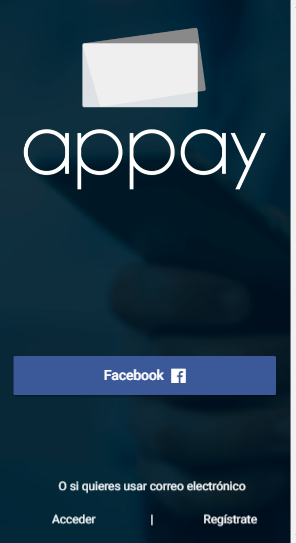 appay
Facebook
O si quieres usar correo electrónico
Acceder | Regístrate